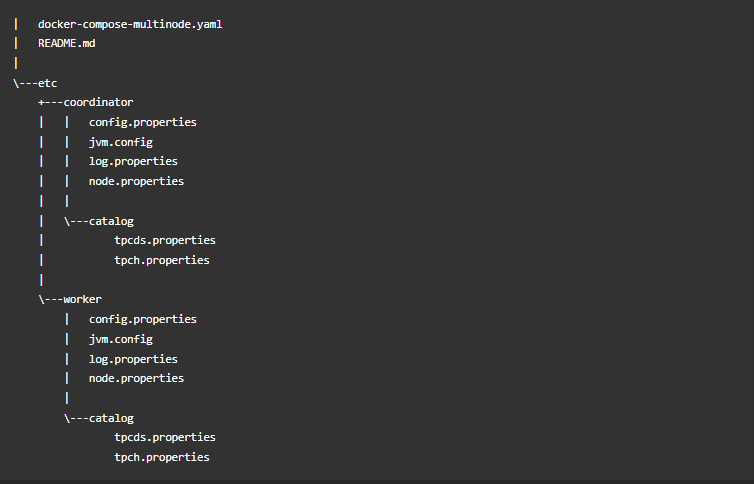 |   docker-compose-multinode.yaml
|   README.md
|
\---etc
    +---coordinator
    |   |   config.properties
    |   |   jvm.config
    |   |   log.properties
    |   |   node.properties
    |   |
    |   \---catalog
    |           tpcds.properties
    |           tpch.properties
    |
    \---worker
        |   config.properties
        |   jvm.config
        |   log.properties
        |   node.properties
        |
        \---catalog
                tpcds.properties
                tpch.properties